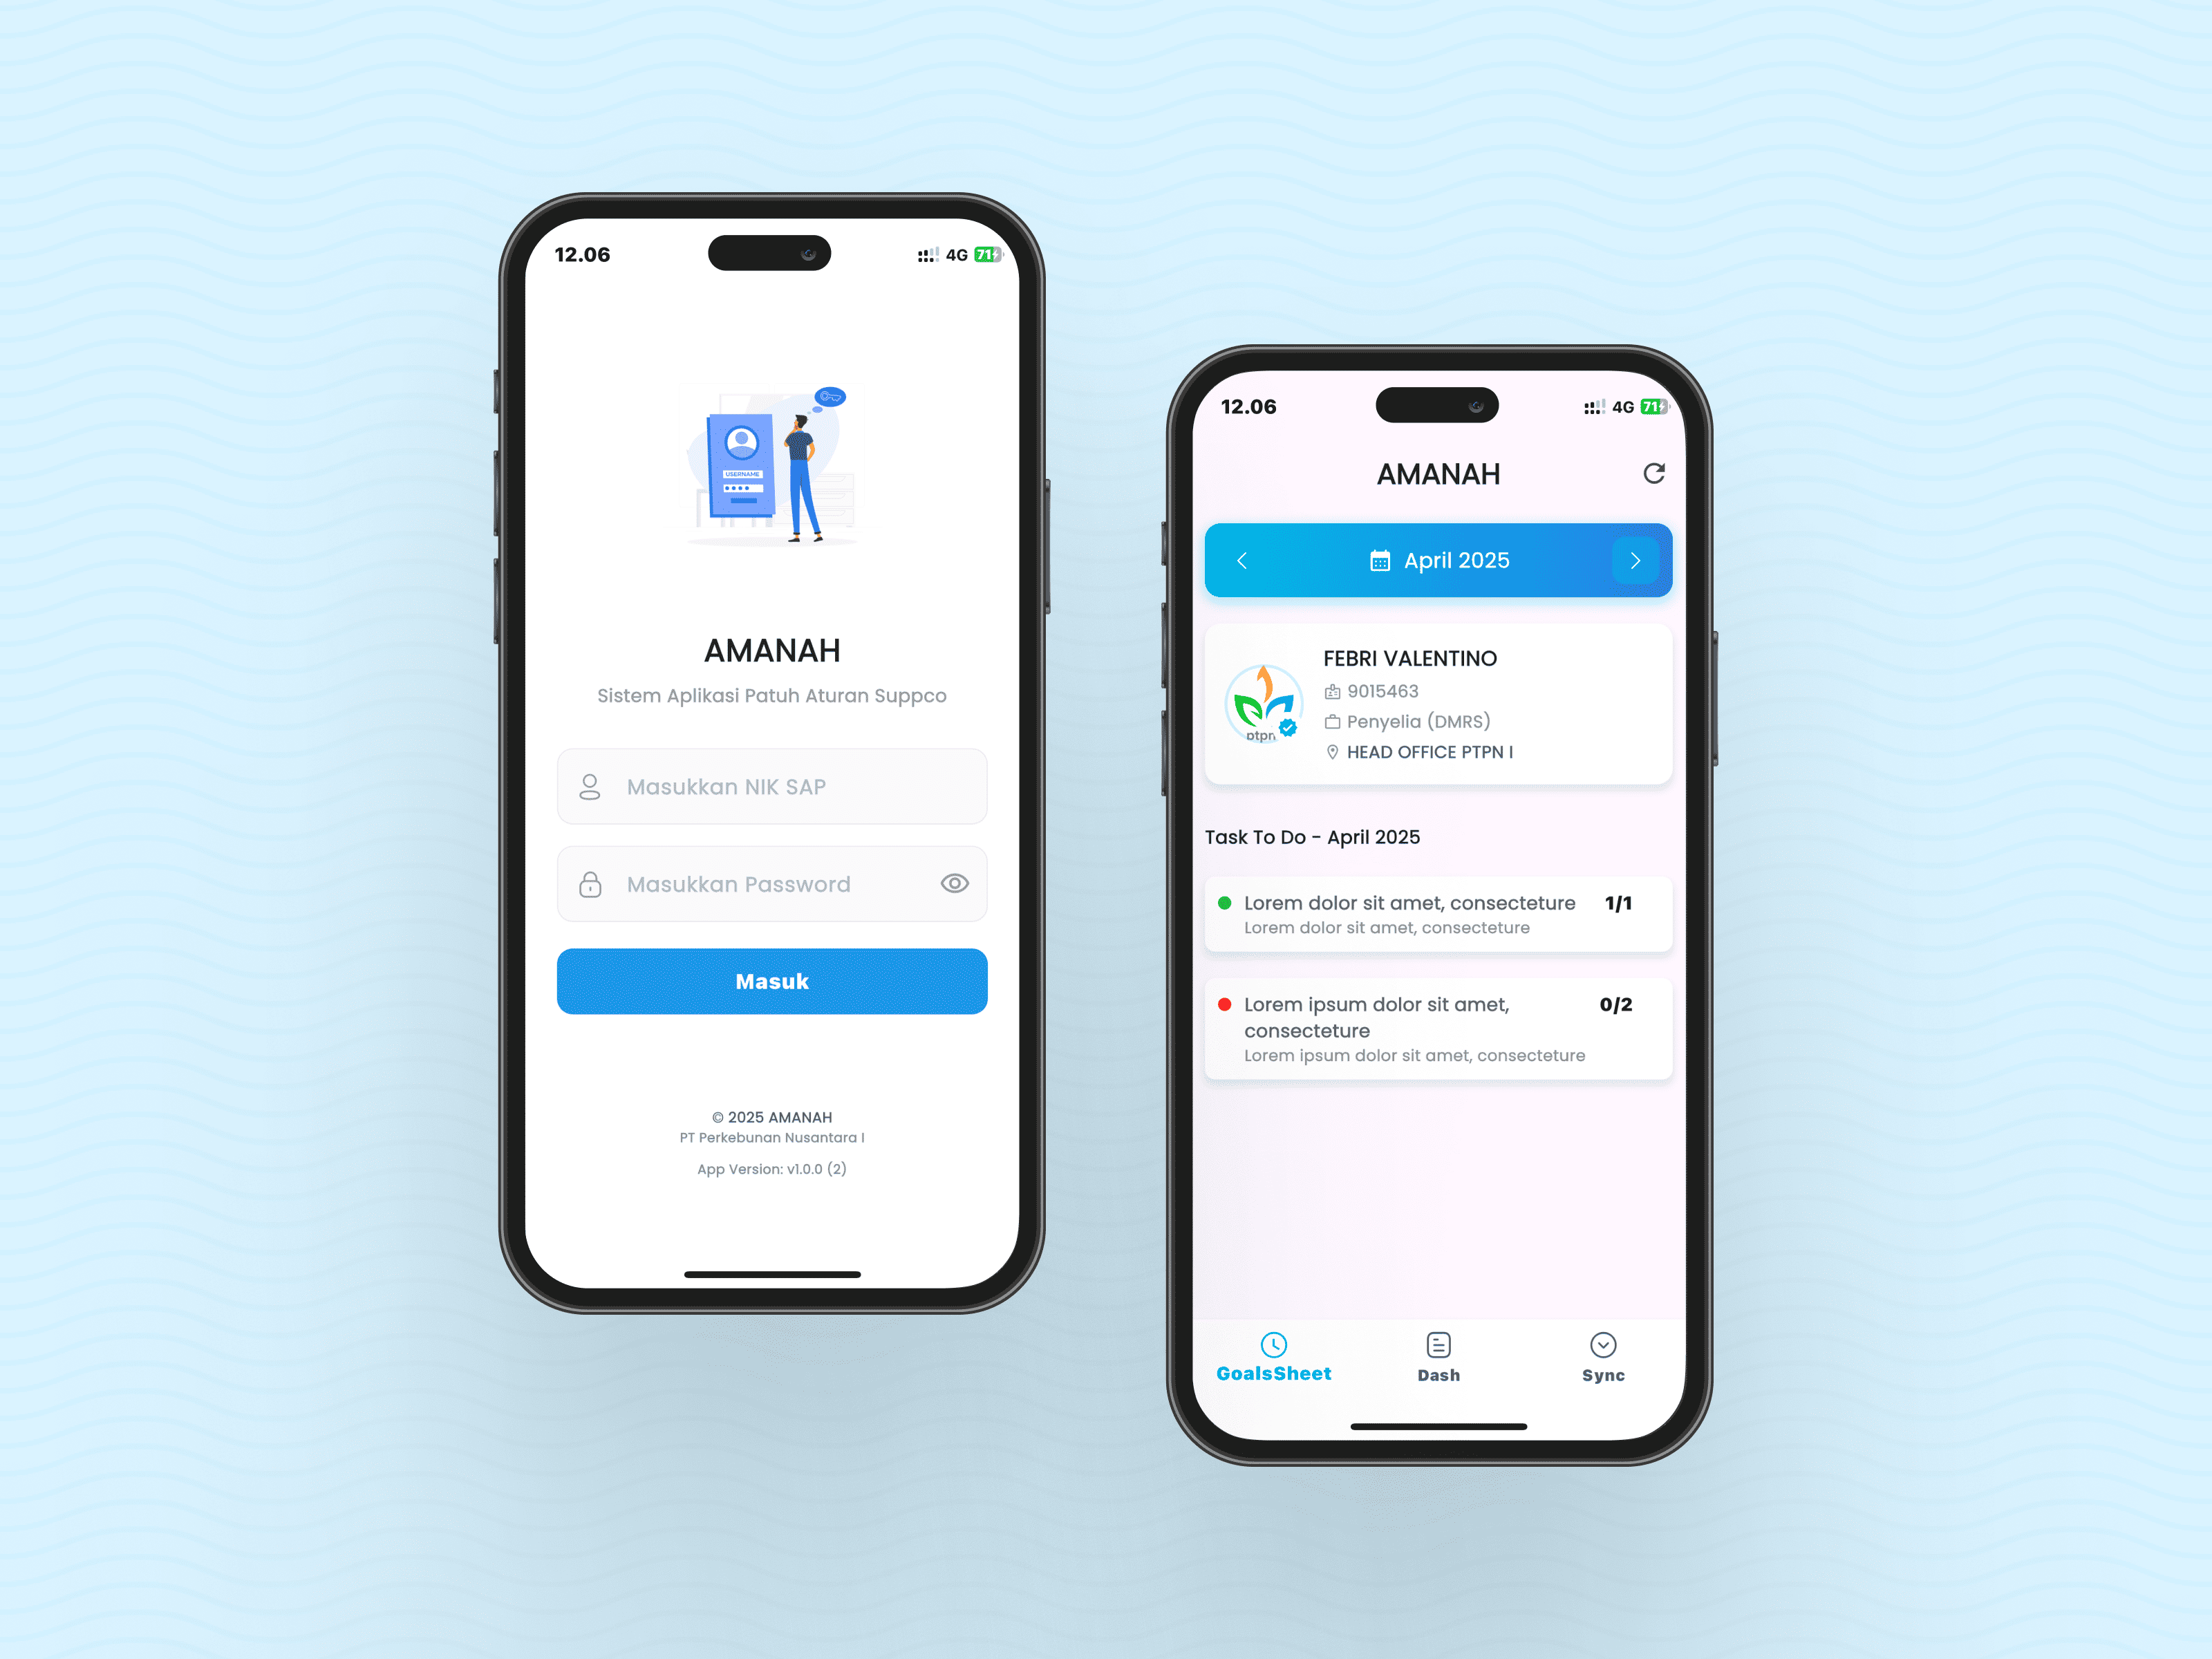 12.06
4G 71
USERNAME
AMANAH
Sistem Aplikasi Patuh Aturan Suppco
Masukkan NIK SAP
Masukkan Password
Masuk
© 2025 AMANAH
PT Perkebunan Nusantara I
App Version: v1.0.0 (2)
12.06
4G 71
AMANAH
April 2025
FEBRI VALENTINO
9015463
Penyelia (DMRS)
HEAD OFFICE PTPN I
ptpn
Task To Do - April 2025
Lorem dolor sit amet, consecteture 1/1
Lorem dolor sit amet, consecteture
Lorem ipsum dolor sit amet, 0/2
consecteture
Lorem ipsum dolor sit amet, consecteture
GoalsSheet Dash Sync